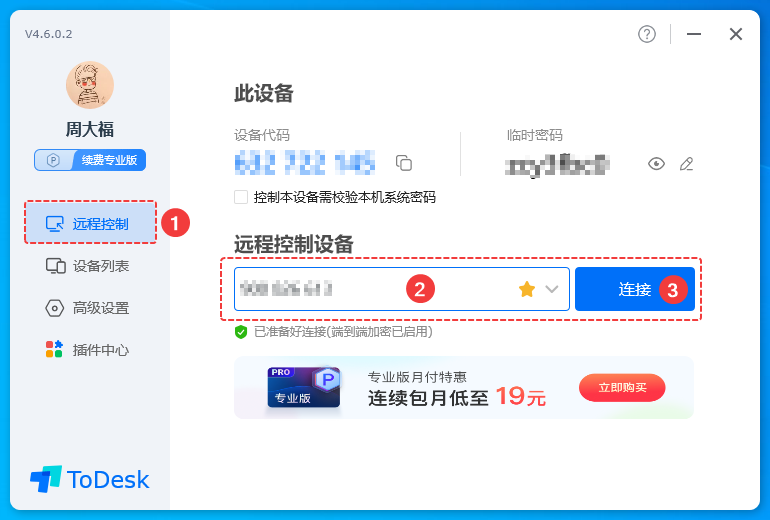 V4.6.0.2
周大福
续费专业版
远程控制
1
设备列表
高级设置
插件中心
ToDesk
此设备
设备代码
临时密码
控制本设备需校验本机系统密码
远程控制设备
2
连接
3
已准备好连接(端到端加密已启用)
PRO
专业版
专业版月付特惠
连续包月低至 19元
立即购买